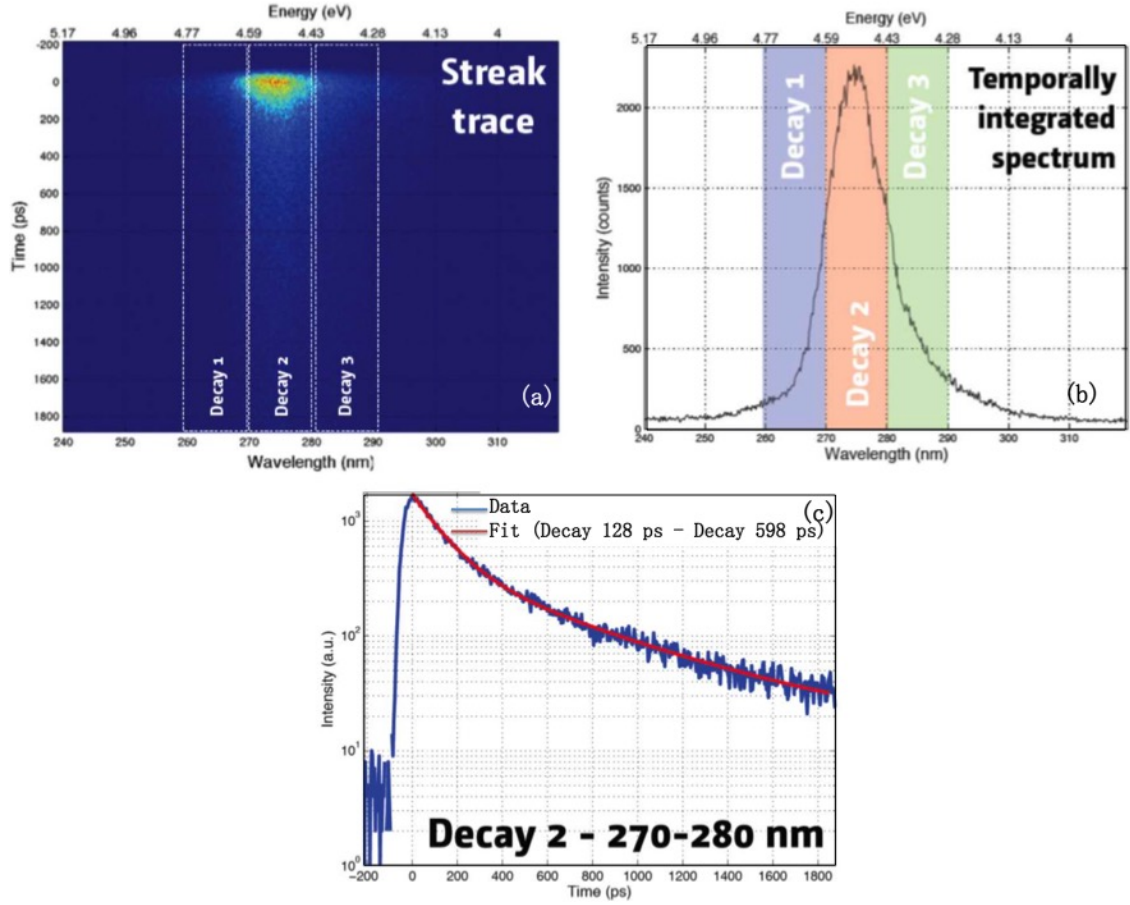 Energy (eV)
5.17 4.96 4.77 4.59 4.43 4.28 4.13 4
-200
0
200
400
600
800
1000
1200
1400
1600
1800
Time (ps)
Streak
trace
Decay 1
Decay 2
Decay 3
(a)
240 250 260 270 280 290 300 310
Wavelength (nm)
Energy (eV)
5.17 4.96 4.77 4.59 4.43 4.28 4.13 4
2000
1500
1000
500
0
Intensity (counts)
Decay 1
Decay 2
Decay 3
Temporally
integrated
spectrum
(b)
240 250 260 270 280 290 300 310
Wavelength (nm)
10³
10²
10¹
10⁰
Intensity (a.u.)
Data
Fit (Decay 128 ps - Decay 598 ps)
(c)
Decay 2 - 270-280 nm
-200 0 200 400 600 800 1000 1200 1400 1600 1800
Time (ps)